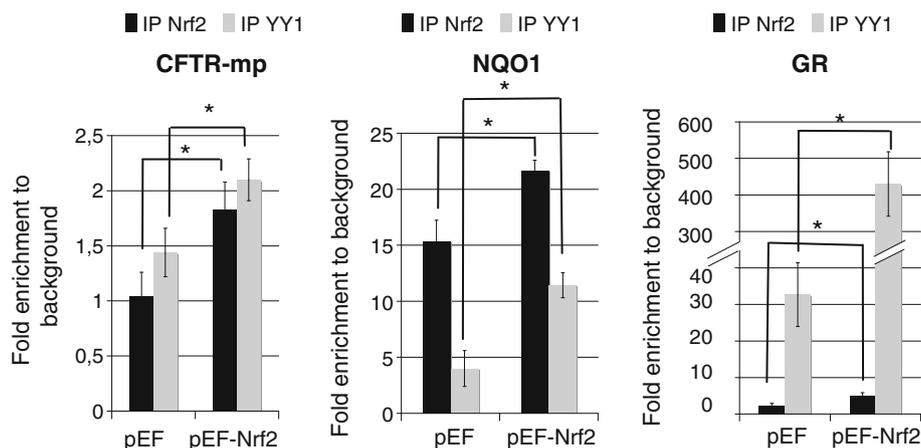 IP Nrf2 IP YY1
CFTR-mp
*
*
Fold enrichment to background
2,5
2
1,5
1
0,5
0
pEF pEF-Nrf2
IP Nrf2 IP YY1
NQO1
*
*
Fold enrichment to background
25
20
15
10
5
0
pEF pEF-Nrf2
IP Nrf2 IP YY1
GR
*
*
Fold enrichment to background
600
500
400
300
40
30
20
10
0
pEF pEF-Nrf2